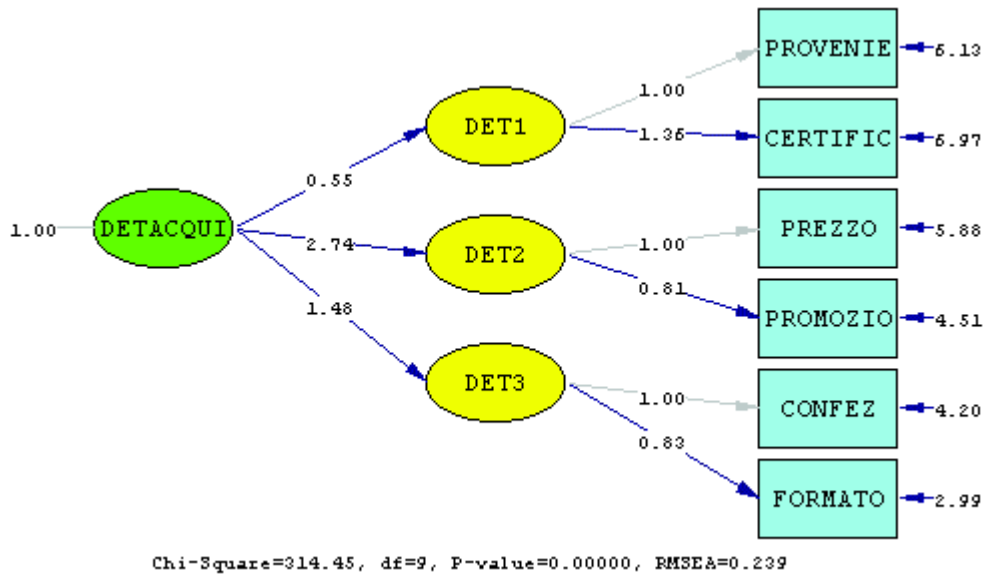 PROVENIE
6.13
1.00
DET1
1.36
CERTIFIC
6.97
0.55
1.00
DETACQUI
2.74
DET2
1.00
PREZZO
5.88
0.81
1.48
PROMOZIO
4.51
DET3
1.00
CONFEZ
4.20
0.83
FORMATO
2.99
Chi-Square=314.45, df=9, P-value=0.00000, RMSEA=0.239